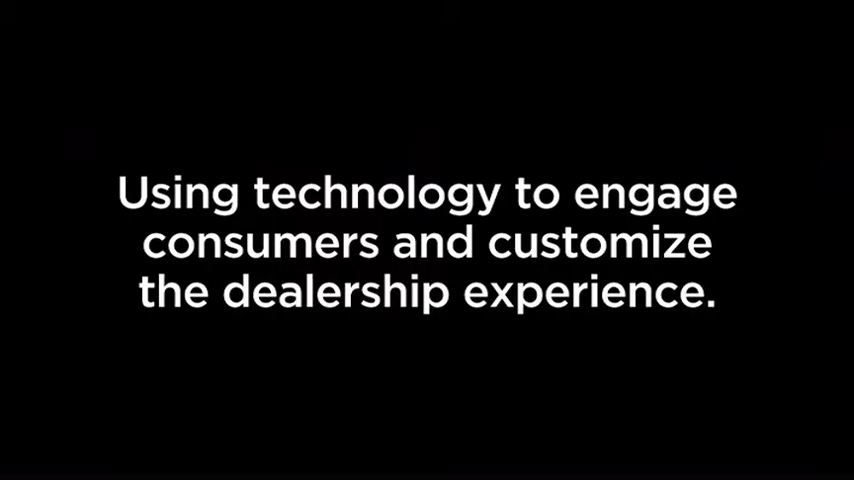 Using technology to engage
consumers and customize
the dealership experience.